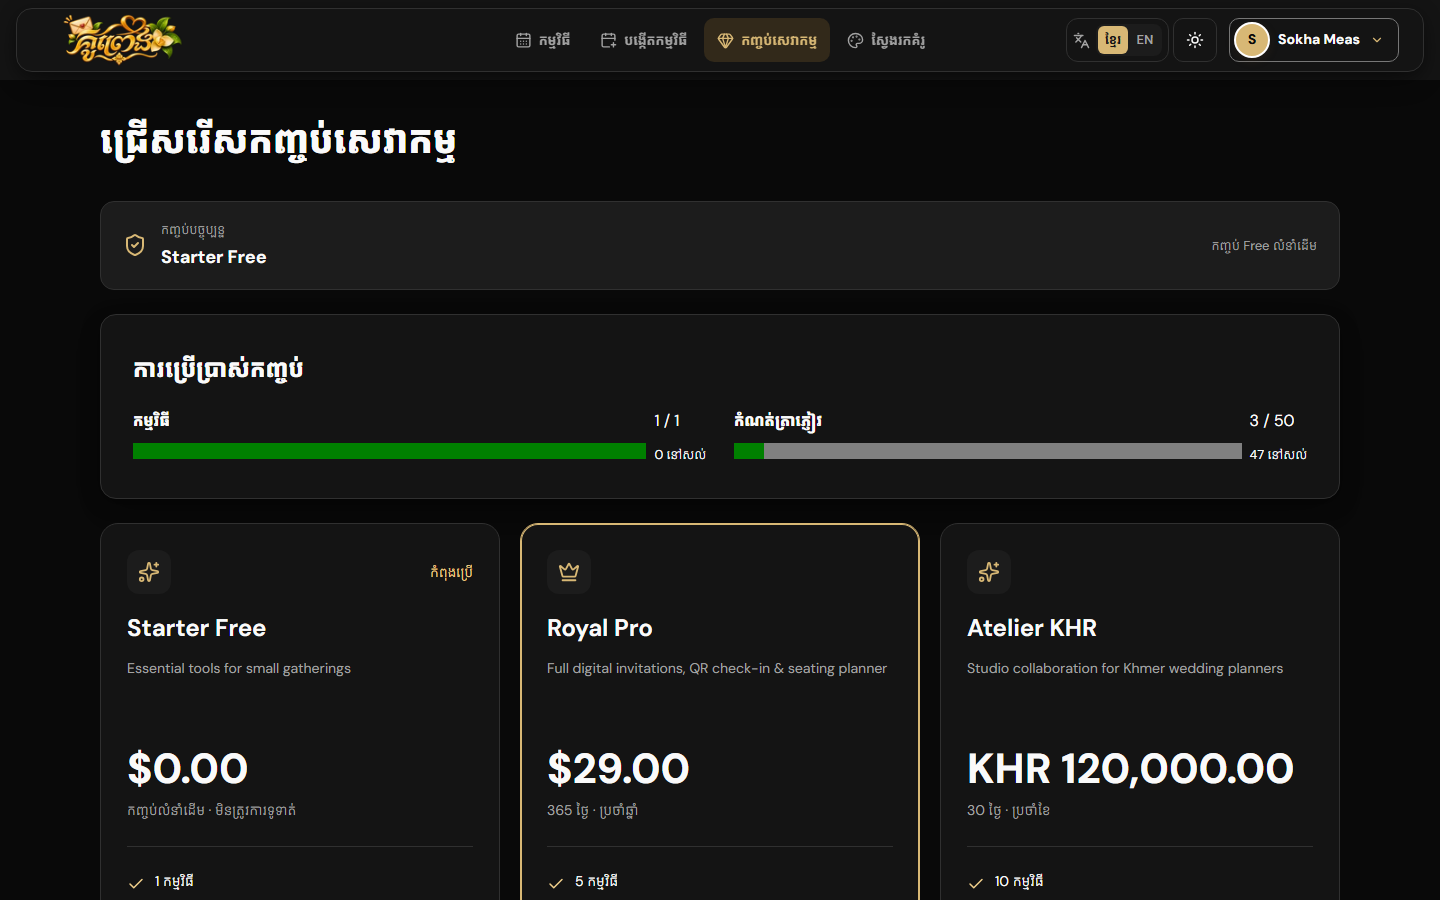 គូព្រេង
កម្មវិធី
បង្កើតកម្មវិធី
កញ្ចប់សេវាកម្ម
ស្វែងរកគំរូ
ខ្មែរ
EN
S
Sokha Meas
ជ្រើសរើសកញ្ចប់សេវាកម្ម
កញ្ចប់បច្ចុប្បន្ន
Starter Free
កញ្ចប់ Free លំនាំដើម
ការប្រើប្រាស់កញ្ចប់
កម្មវិធី
1 / 1
0 នៅសល់
កំណត់ត្រាភ្ញៀវ
3 / 50
47 នៅសល់
កំពុងប្រើ
Starter Free
Essential tools for small gatherings
$0.00
កញ្ចប់លំនាំដើម · មិនត្រូវការទូទាត់
1 កម្មវិធី
Royal Pro
Full digital invitations, QR check-in & seating planner
$29.00
365 ថ្ងៃ · ប្រចាំឆ្នាំ
5 កម្មវិធី
Atelier KHR
Studio collaboration for Khmer wedding planners
KHR 120,000.00
30 ថ្ងៃ · ប្រចាំខែ
10 កម្មវិធី